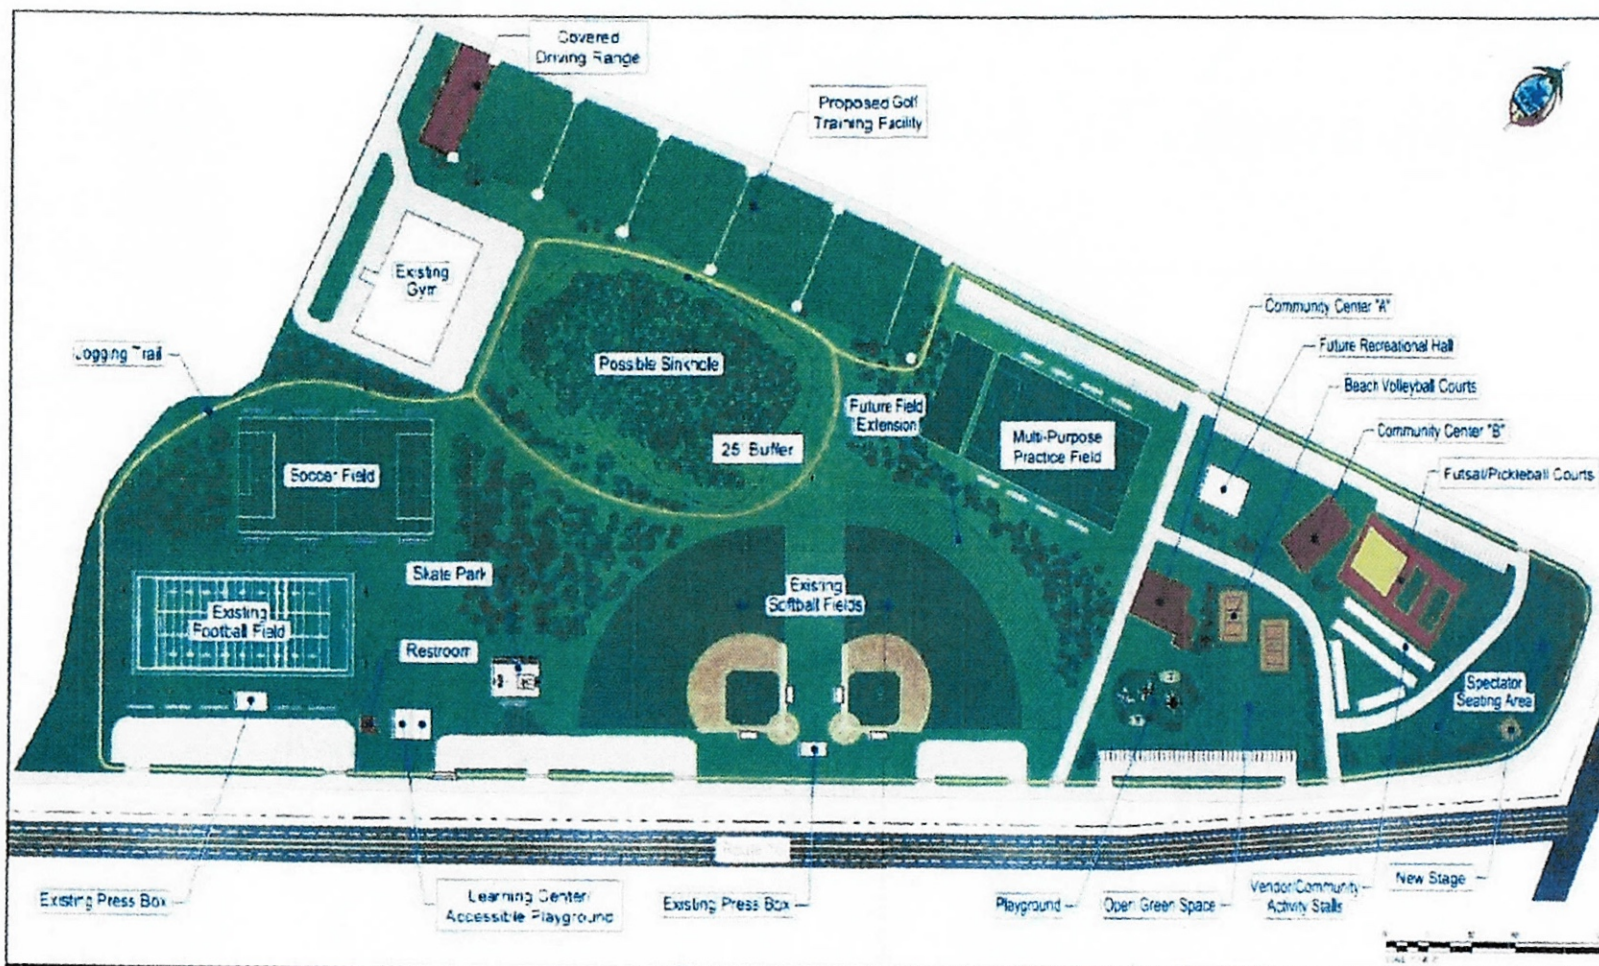 Covered
Driving Range
Proposed Golf
Training Facility
Existing
Gym
Community Center "A"
Future Recreational Hall
Jogging Trail
Possible Sinkhole
Beach Volleyball Courts
Future Field
Extension
25' Buffer
Multi-Purpose
Practice Field
Community Center "B"
Soccer Field
Futsal/Pickleball Courts
Skate Park
Existing
Softball Fields
Existing
Football Field
Restroom
Spectator
Seating Area
Existing Press Box
Learning Center/
Accessible Playground
Existing Press Box
Playground
Open Green Space
Vendor/Community
Activity Stalls
New Stage